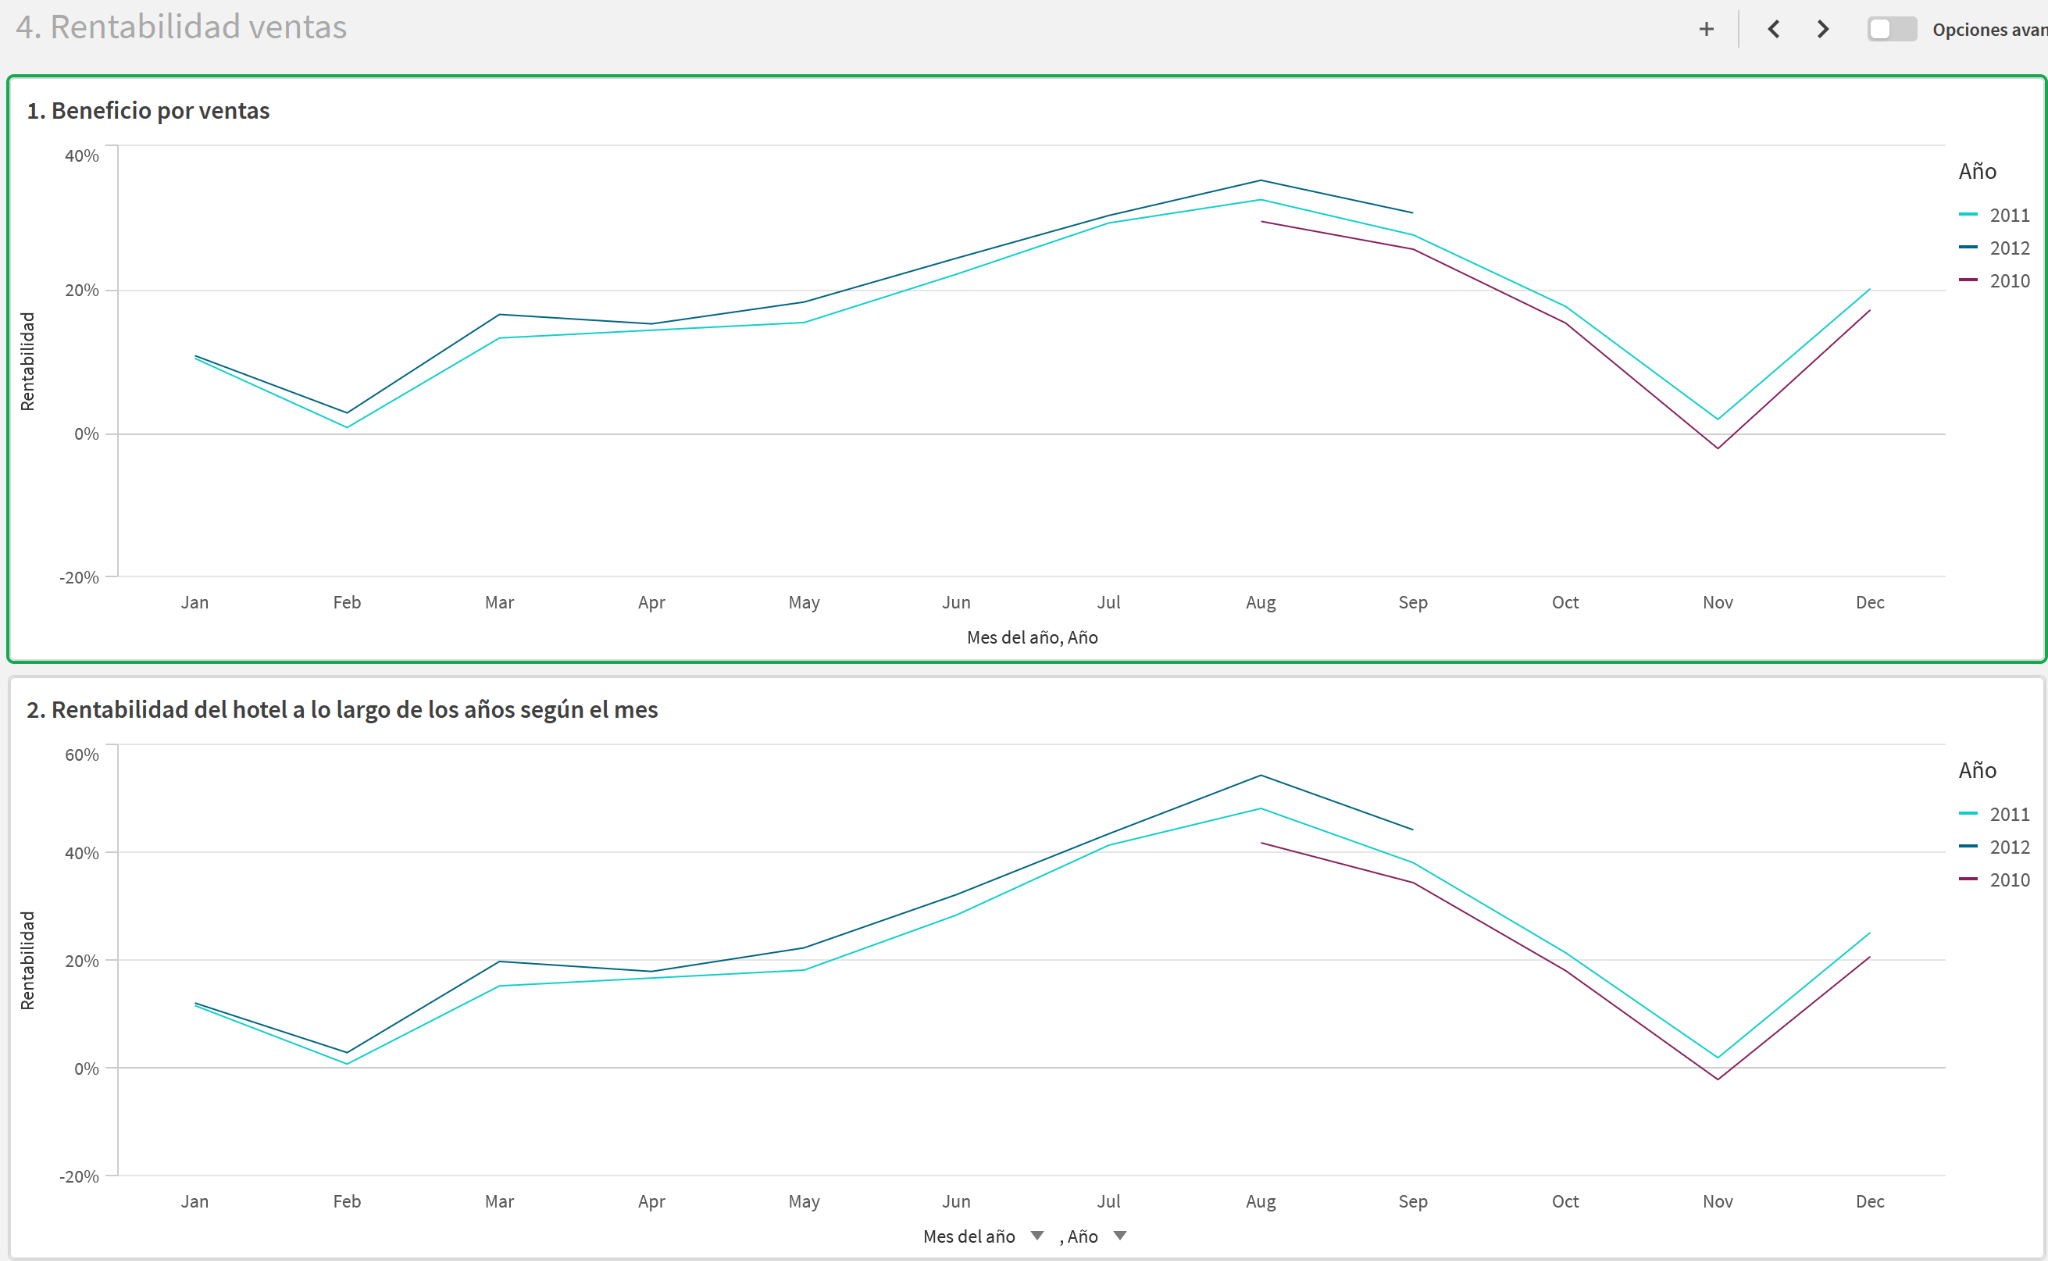 4. Rentabilidad ventas
Opciones avan
1. Beneficio por ventas
40%
20%
0%
-20%
Rentabilidad
Jan Feb Mar Apr May Jun Jul Aug Sep Oct Nov Dec
Mes del año, Año
Año
2011
2012
2010
2. Rentabilidad del hotel a lo largo de los años según el mes
60%
40%
20%
0%
-20%
Rentabilidad
Jan Feb Mar Apr May Jun Jul Aug Sep Oct Nov Dec
Mes del año , Año
Año
2011
2012
2010